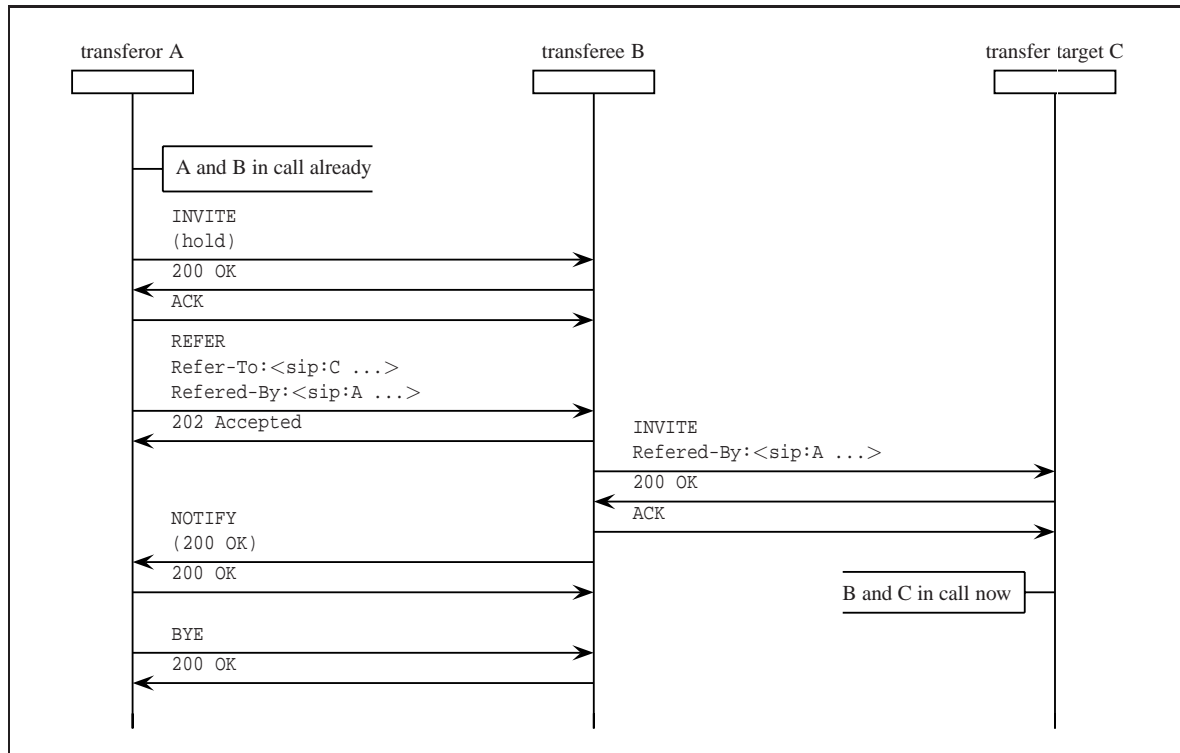 transferor A
transferee B
transfer target C
A and B in call already
INVITE
(hold)
200 OK
ACK
REFER
Refer-To:<sip:C ...>
Refered-By:<sip:A ...>
202 Accepted
INVITE
Refered-By:<sip:A ...>
200 OK
ACK
NOTIFY
(200 OK)
200 OK
B and C in call now
BYE
200 OK